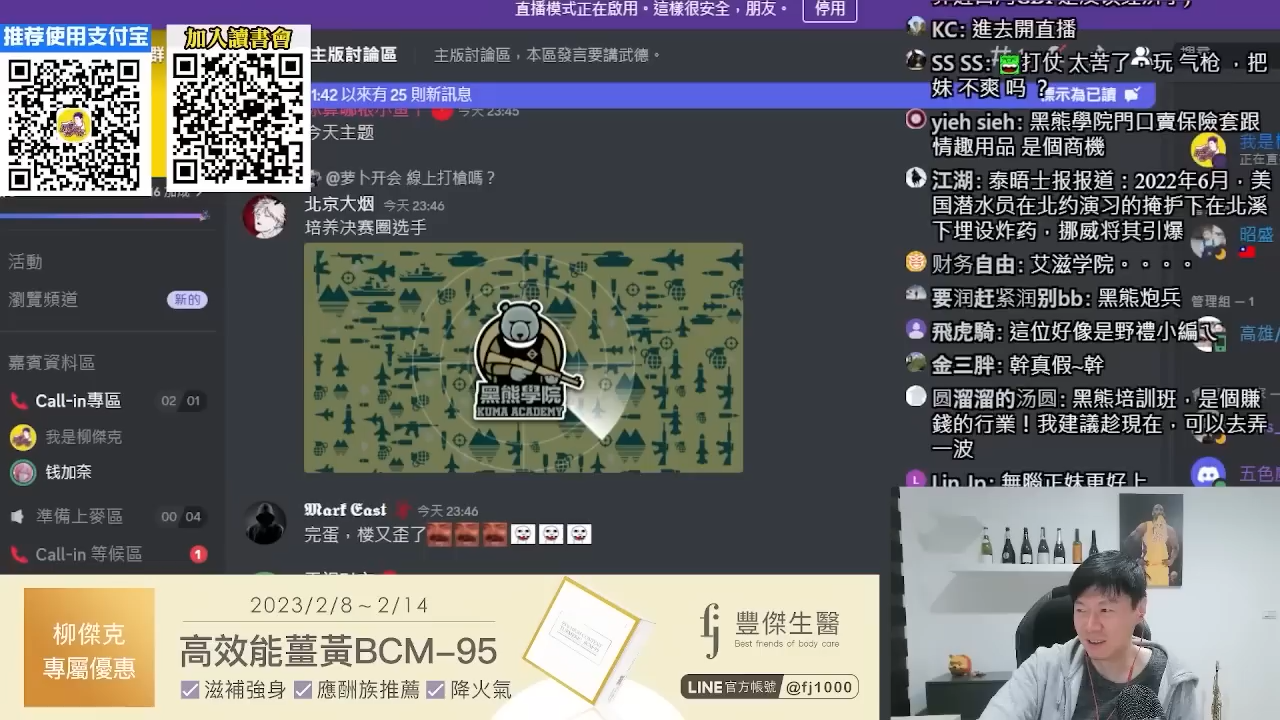 直播模式正在啟用。這樣很安全，朋友。
停用
推荐使用支付宝
加入讀書會
群
主版討論區
主版討論區，本區發言要講武德。
1:42 以來有 25 則新訊息
標示為已讀
今天 23:45
今天主题
@萝卜开会 線上打槍嗎？
北京大烟 今天 23:46
培养决赛圈选手
黑熊學院
KUMA ACADEMY
Marf East 今天 23:46
完蛋，楼又歪了
活動
瀏覽頻道
新的
嘉賓資料區
Call-in專區
02 01
我是柳傑克
钱加奈
準備上麥區
00 04
Call-in 等候區
1
KC: 進去開直播
SS SS: 打仗 太苦了 玩 气枪 ，把
妹 不爽 吗 ？
yieh sieh: 黑熊學院門口賣保險套跟
情趣用品 是個商機
江湖: 泰晤士报报道：2022年6月，美
国潜水员在北约演习的掩护下在北溪
下埋设炸药，挪威将其引爆
财务自由: 艾滋学院。。。。
要润赶紧润别bb: 黑熊炮兵
飛虎騎: 這位好像是野禮小編ㄟ
金三胖: 幹真假~幹
圆溜溜的汤圆: 黑熊培訓班，是個賺
錢的行業！我建議趁現在，可以去弄
一波
Lin Jn: 無腦正妹更好上
我是
正在直
昭盛
管理組 — 1
高雄
五色
柳傑克
專屬優惠
2023/2/8～2/14
高效能薑黃BCM-95
滋補強身 應酬族推薦 降火氣
fj 豐傑生醫
Best friends of body care
LINE官方帳號 @fj1000